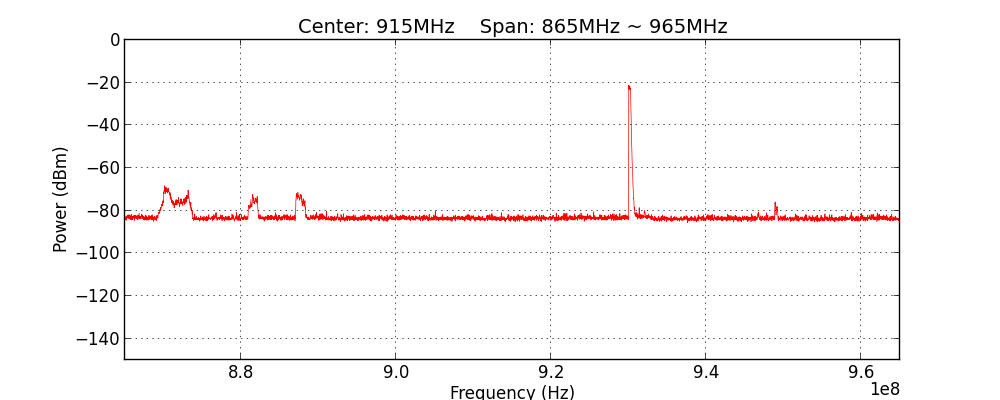 Center: 915MHz    Span: 865MHz ~ 965MHz
0
−20
−40
−60
−80
−100
−120
−140
Power (dBm)
8.8 9.0 9.2 9.4 9.6
1e8
Frequency (Hz)